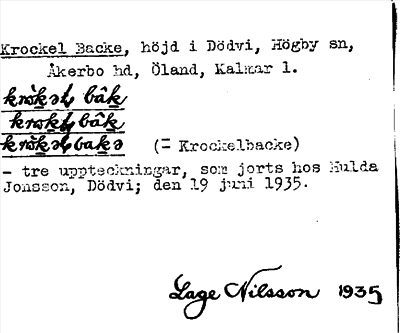 Krockel Backe, höjd i Dödvi, Högby sn,
Åkerbo hd, Öland, Kalmar l.
(= Krockelbacke)
- tre uppteckningar, som jorts hos Hulda
Jonsson, Dödvi; den 19 juni 1935.
Lage Nilsson 1935